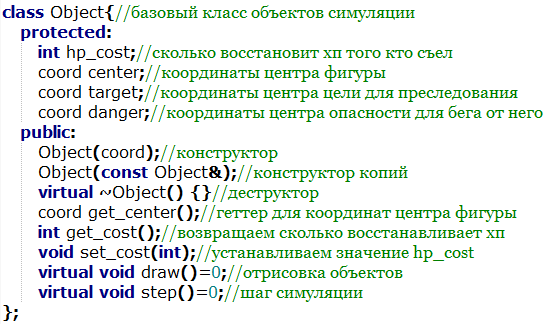 class Object{//базовый класс объектов симуляции
protected:
int hp_cost;//сколько восстановит хп того кто съел
coord center;//координаты центра фигуры
coord target;//координаты центра цели для преследования
coord danger;//координаты центра опасности для бега от него
public:
Object(coord);//конструктор
Object(const Object&);//конструктор копий
virtual ~Object() {}//деструктор
coord get_center();//геттер для координат центра фигуры
int get_cost();//возвращаем сколько восстанавливает хп
void set_cost(int);//устанавливаем значение hp_cost
virtual void draw()=0;//отрисовка объектов
virtual void step()=0;//шаг симуляции
};